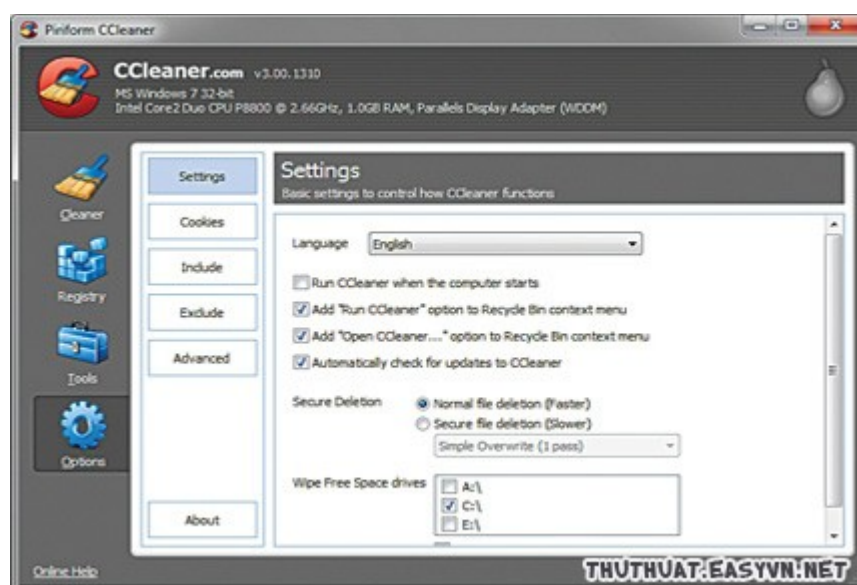 Piriform CCleaner
CCleaner.com v3.00.1310
MS Windows 7 32-bit
Intel Core2 Duo CPU P8800 @ 2.66GHz, 1.0GB RAM, Parallels Display Adapter (WDDM)
Cleaner
Registry
Tools
Options
Online Help
Settings
Cookies
Include
Exclude
Advanced
About
Settings
Basic settings to control how CCleaner functions
Language English
Run CCleaner when the computer starts
Add "Run CCleaner" option to Recycle Bin context menu
Add "Open CCleaner...." option to Recycle Bin context menu
Automatically check for updates to CCleaner
Secure Deletion Normal file deletion (Faster)
Secure file deletion (Slower)
Simple Overwrite (1 pass)
Wipe Free Space drives A:\
C:\
E:\
THUTHUAT.EASYVN.NET